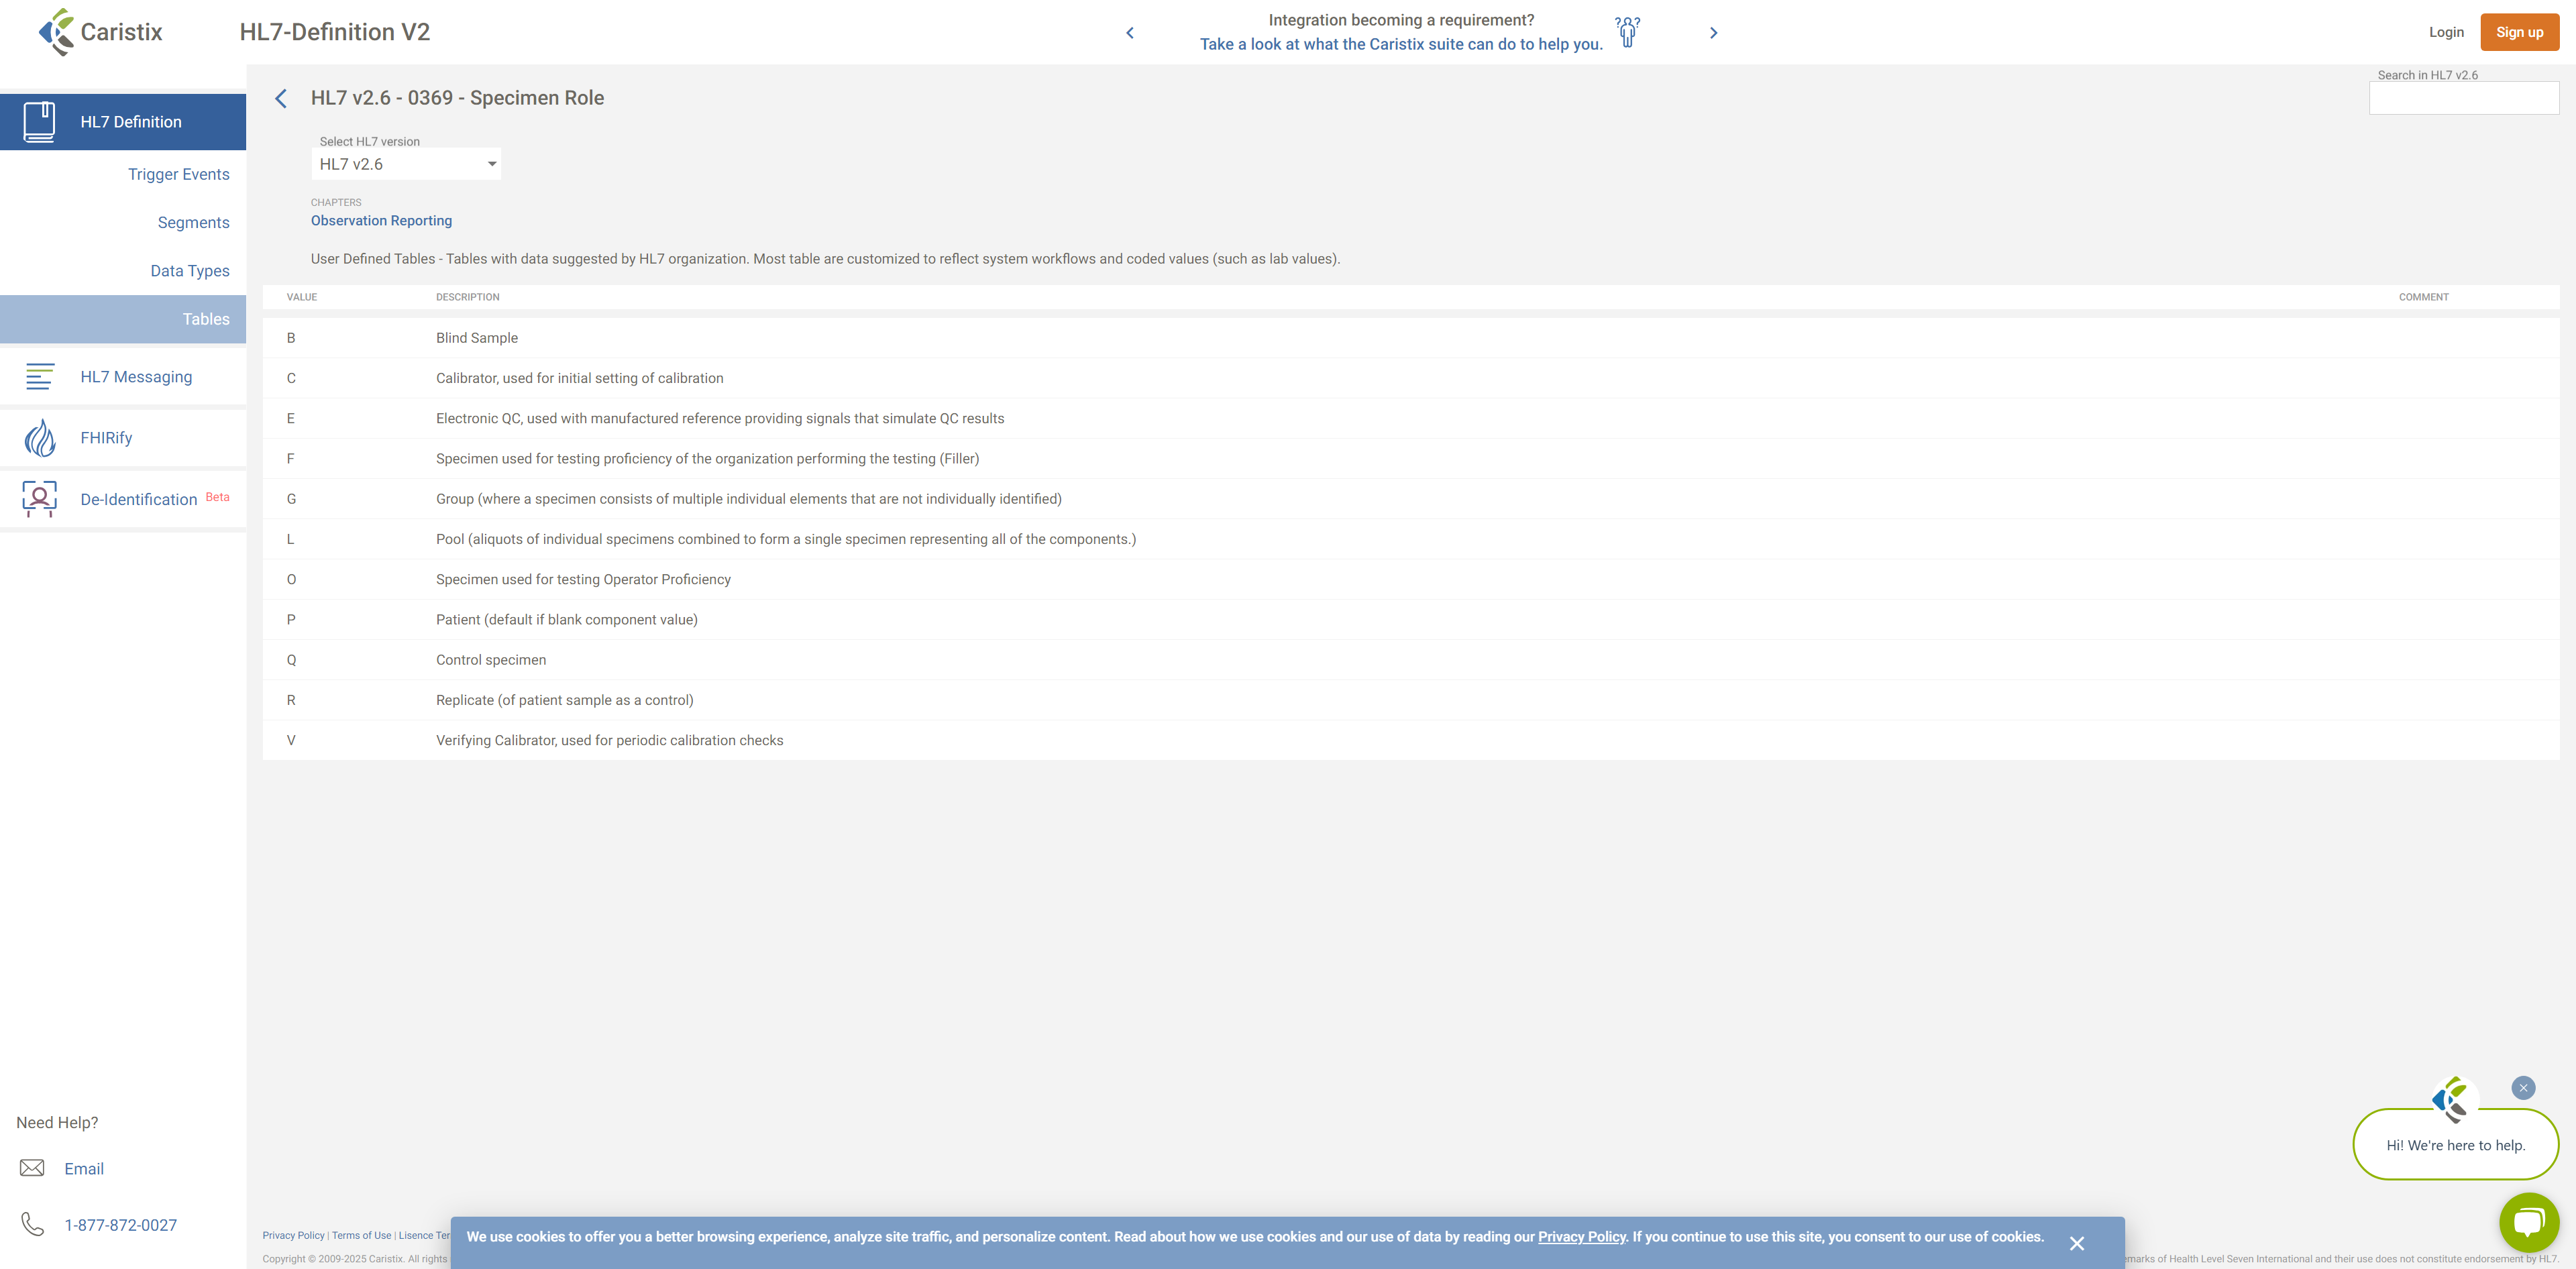 Caristix
HL7-Definition V2
Integration becoming a requirement?
Take a look at what the Caristix suite can do to help you.
Login
Sign up
HL7 Definition
Trigger Events
Segments
Data Types
Tables
HL7 Messaging
FHIRify
De-Identification Beta
Need Help?
Email
1-877-872-0027
HL7 v2.6 - 0369 - Specimen Role
Search in HL7 v2.6
Select HL7 version
HL7 v2.6
CHAPTERS
Observation Reporting
User Defined Tables - Tables with data suggested by HL7 organization. Most table are customized to reflect system workflows and coded values (such as lab values).
VALUE DESCRIPTION COMMENT
B Blind Sample
C Calibrator, used for initial setting of calibration
E Electronic QC, used with manufactured reference providing signals that simulate QC results
F Specimen used for testing proficiency of the organization performing the testing (Filler)
G Group (where a specimen consists of multiple individual elements that are not individually identified)
L Pool (aliquots of individual specimens combined to form a single specimen representing all of the components.)
O Specimen used for testing Operator Proficiency
P Patient (default if blank component value)
Q Control specimen
R Replicate (of patient sample as a control)
V Verifying Calibrator, used for periodic calibration checks
Hi! We're here to help.
Privacy Policy | Terms of Use | Lisence Ter
We use cookies to offer you a better browsing experience, analyze site traffic, and personalize content. Read about how we use cookies and our use of data by reading our Privacy Policy. If you continue to use this site, you consent to our use of cookies.
Copyright © 2009-2025 Caristix. All rights
emarks of Health Level Seven International and their use does not constitute endorsement by HL7.